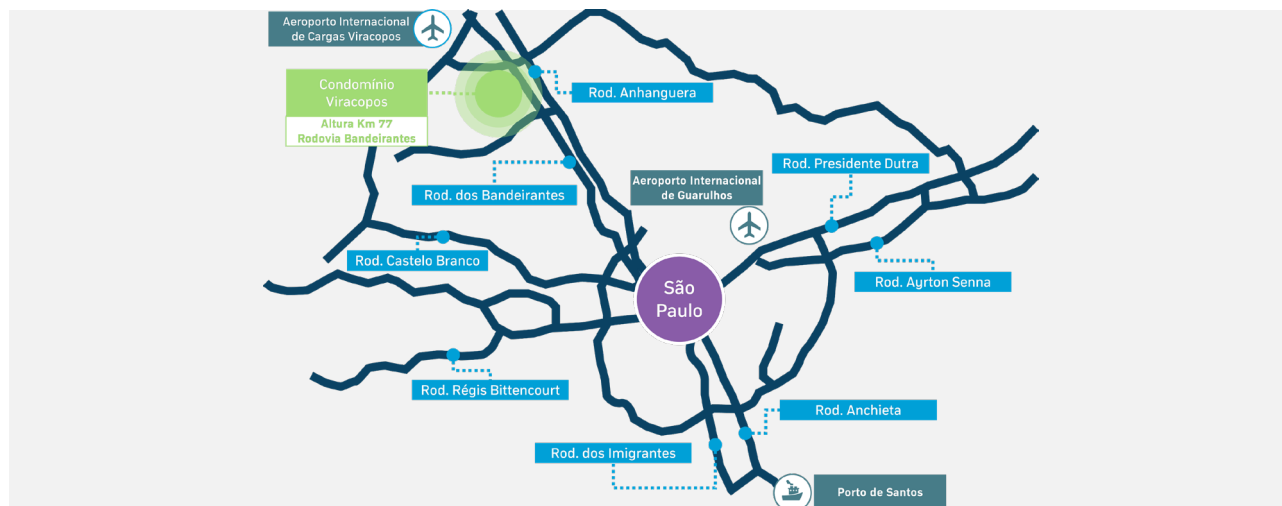 Aeroporto Internacional
de Cargas Viracopos
Condomínio
Viracopos
Altura Km 77
Rodovia Bandeirantes
Rod. Anhanguera
Rod. dos Bandeirantes
Aeroporto Internacional
de Guarulhos
Rod. Presidente Dutra
Rod. Castelo Branco
São
Paulo
Rod. Ayrton Senna
Rod. Régis Bittencourt
Rod. Anchieta
Rod. dos Imigrantes
Porto de Santos